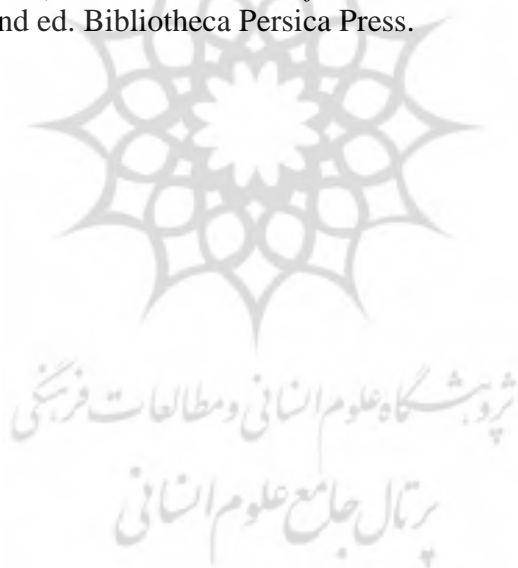 nd ed. Bibliotheca Persica Press.
پژوهشگاه علوم انسانی و مطالعات فرهنگی
پرتال جامع علوم انسانی